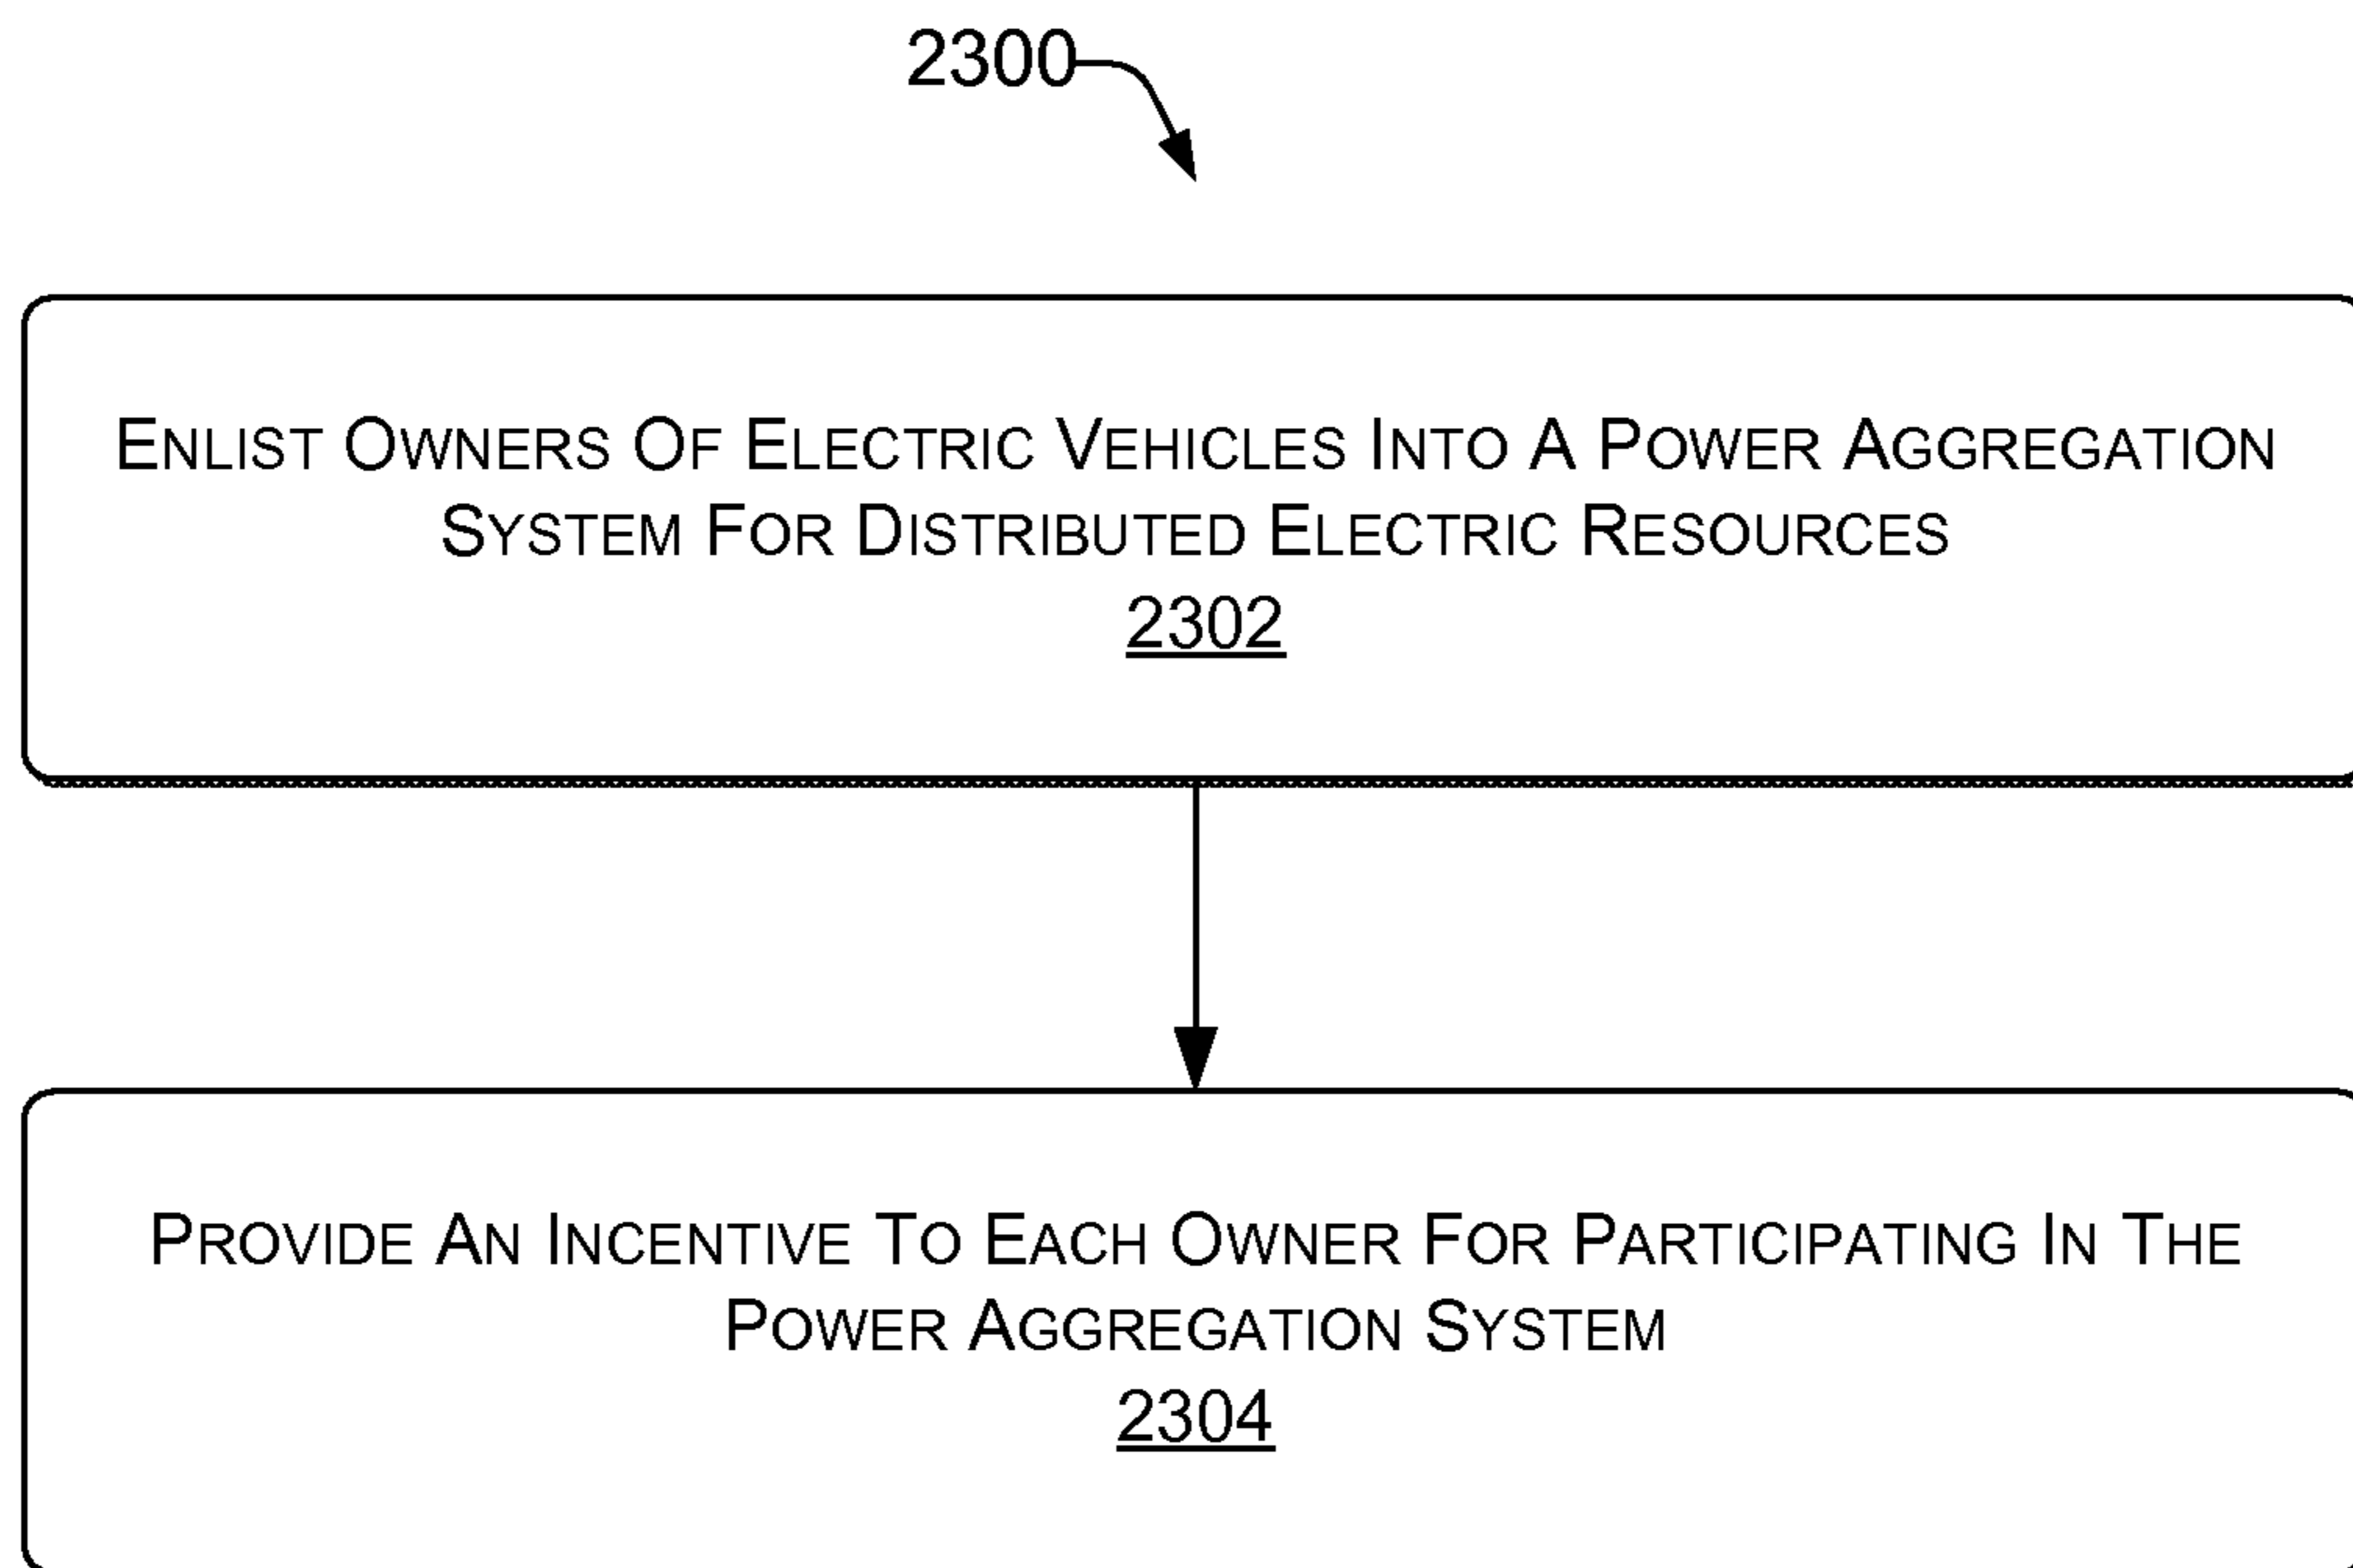 2300
ENLIST OWNERS OF ELECTRIC VEHICLES INTO A POWER AGGREGATION
SYSTEM FOR DISTRIBUTED ELECTRIC RESOURCES
2302
PROVIDE AN INCENTIVE TO EACH OWNER FOR PARTICIPATING IN THE
POWER AGGREGATION SYSTEM
2304